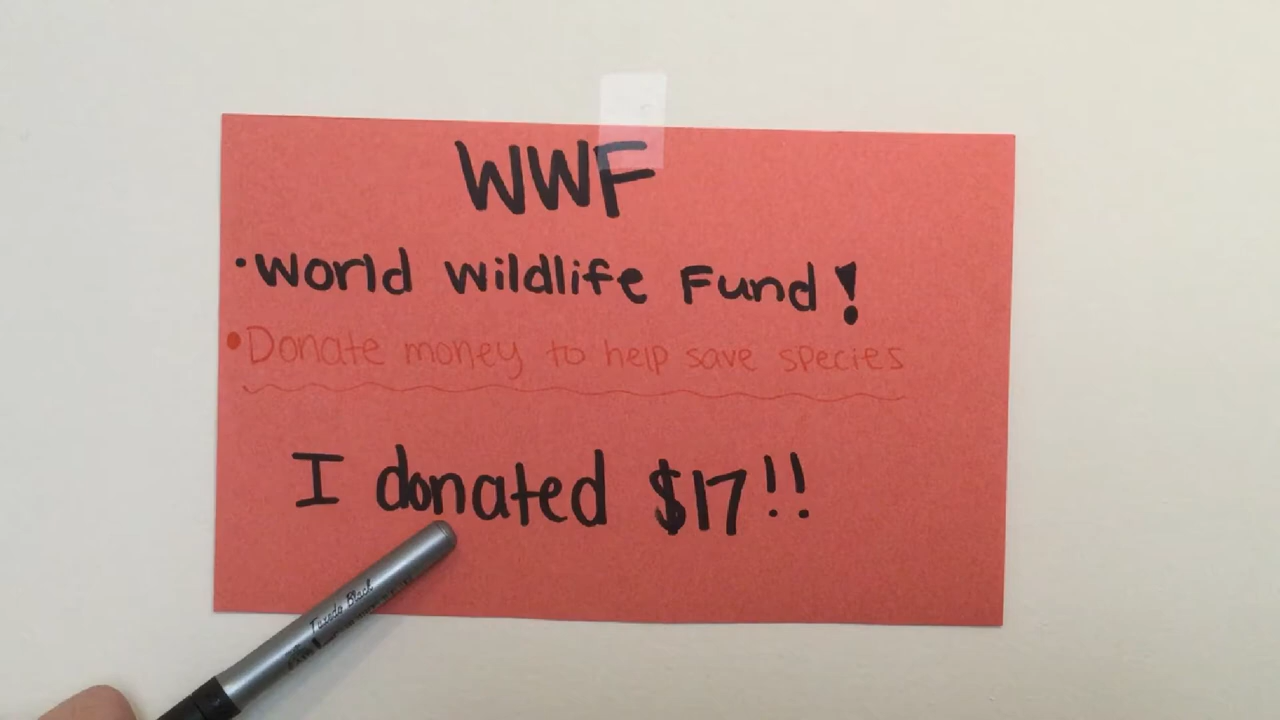 WWF
•World Wildlife Fund!
•Donate money to help save species
I donated $17!!
Tuxedo Black